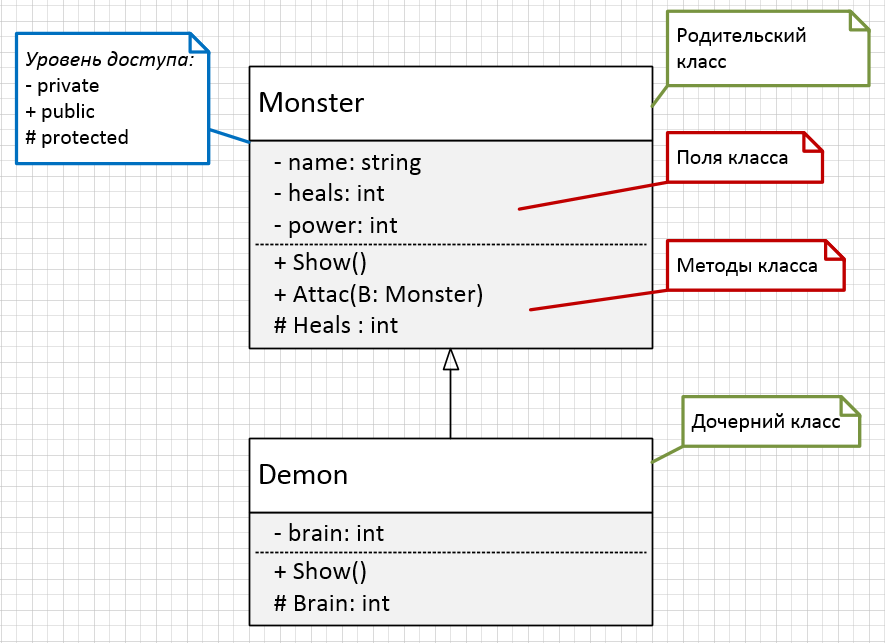 Уровень доступа:
- private
+ public
# protected
Monster
- name: string
- heals: int
- power: int
+ Show()
+ Attac(B: Monster)
# Heals : int
Родительский
класс
Поля класса
Методы класса
Demon
- brain: int
+ Show()
# Brain: int
Дочерний класс